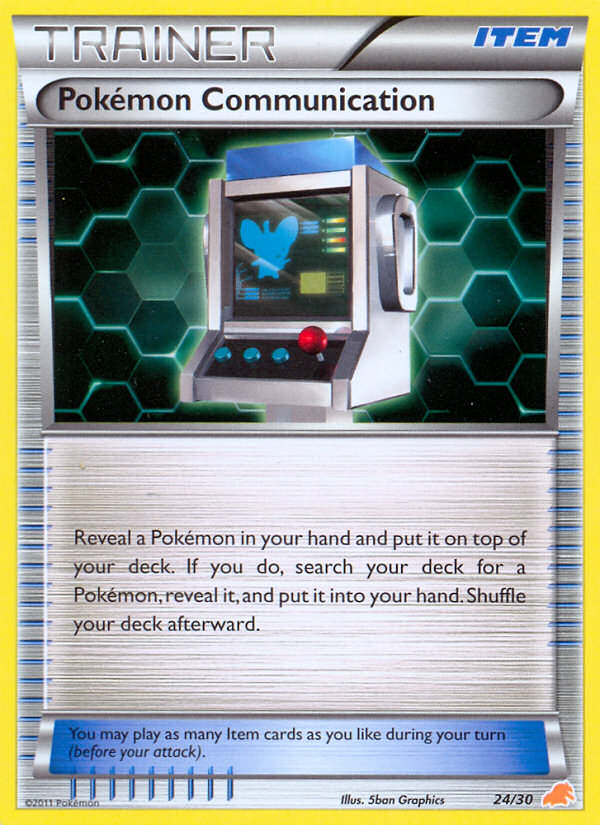 TRAINER
ITEM
Pokémon Communication
Reveal a Pokémon in your hand and put it on top of
your deck. If you do, search your deck for a
Pokémon, reveal it, and put it into your hand. Shuffle
your deck afterward.
You may play as many Item cards as you like during your turn
(before your attack).
©2011 Pokémon
Illus. 5ban Graphics
24/30